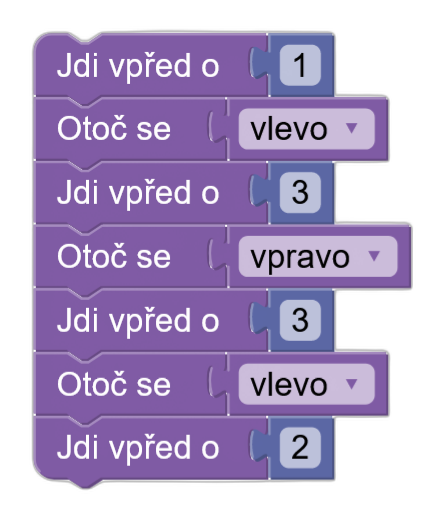 Jdi vpřed o 1
Otoč se vlevo
Jdi vpřed o 3
Otoč se vpravo
Jdi vpřed o 3
Otoč se vlevo
Jdi vpřed o 2